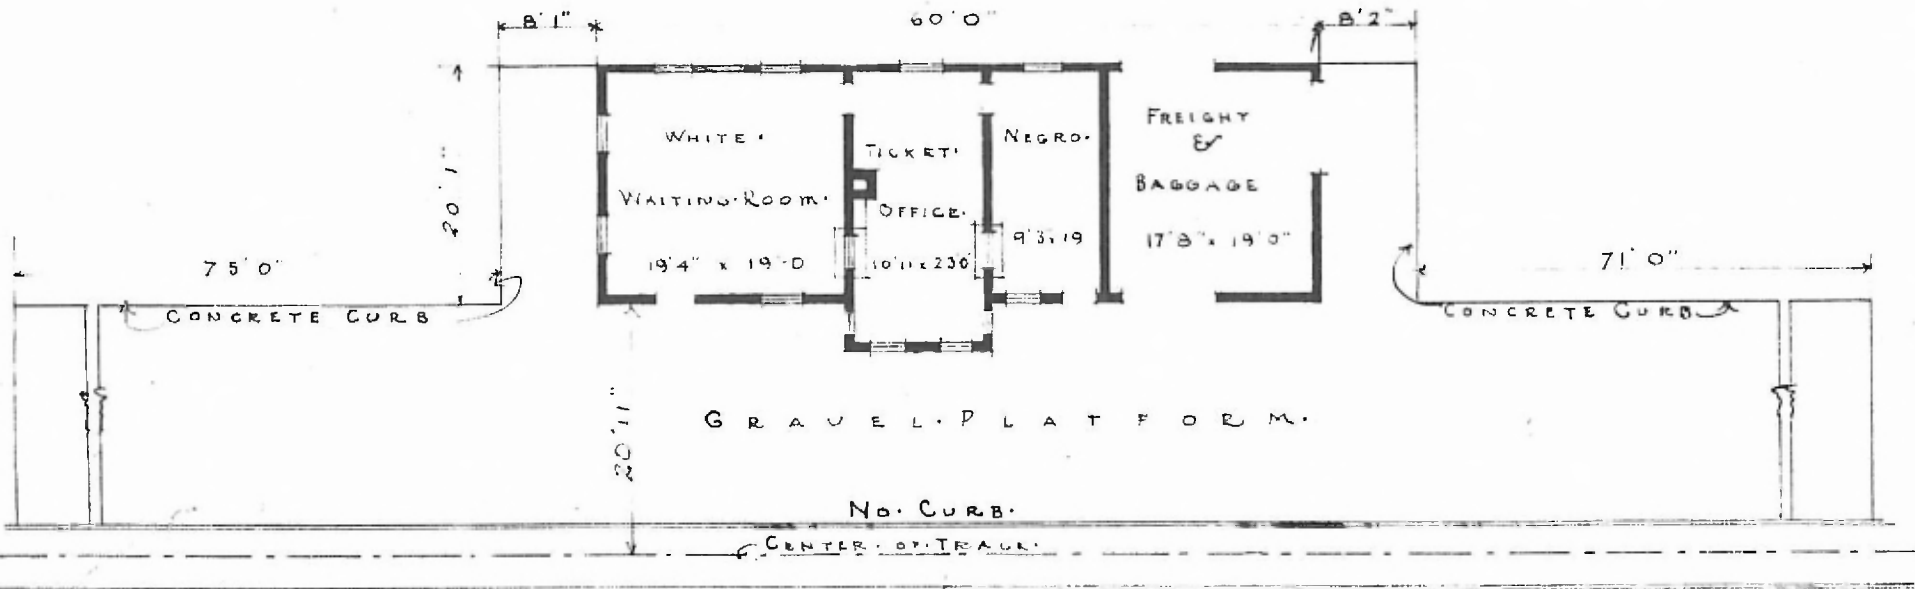 8'1"
60'0"
8'2"
WHITE.
WAITING.ROOM.
19'4" x 19'0
TICKET.
OFFICE.
10'11 x 230
NEGRO.
9'3 x 19
FREIGHT
&
BAGGAGE
17'8" x 19'0"
20'1"
75'0"
CONCRETE CURB
71'0"
CONCRETE CURB
20'11"
GRAVEL.PLATFORM.
NO. CURB.
CENTER.OF.TRACK.